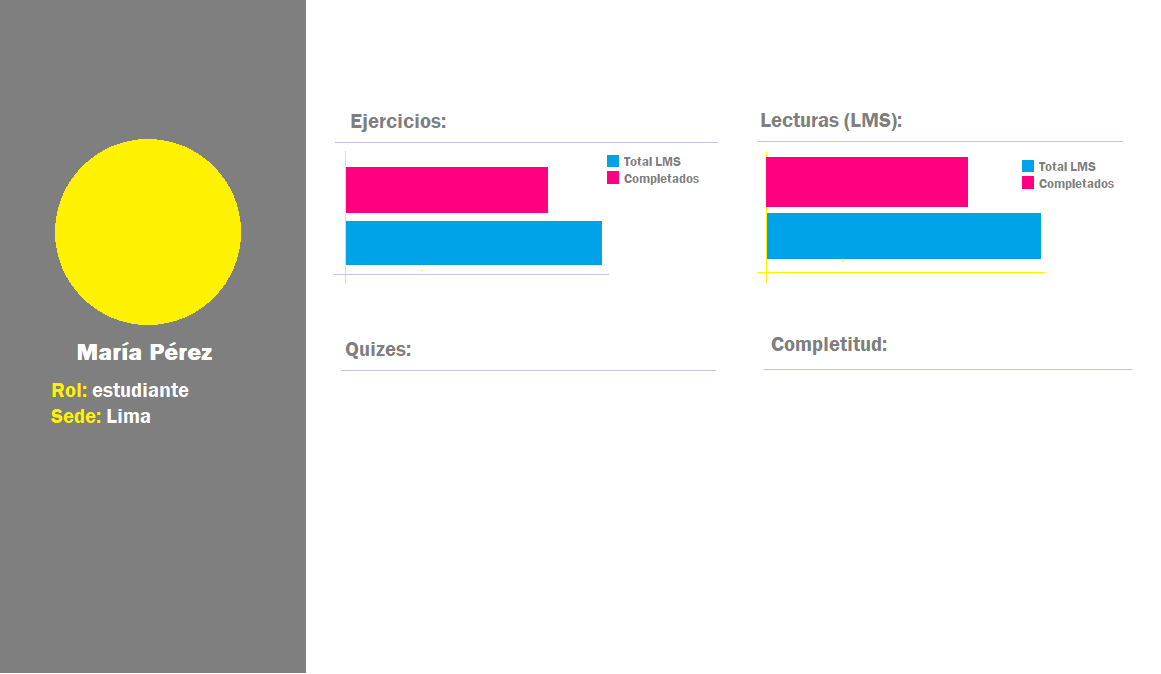 María Pérez
Rol: estudiante
Sede: Lima
Ejercicios:
Total LMS
Completados
Lecturas (LMS):
Total LMS
Completados
Quizes:
Completitud: